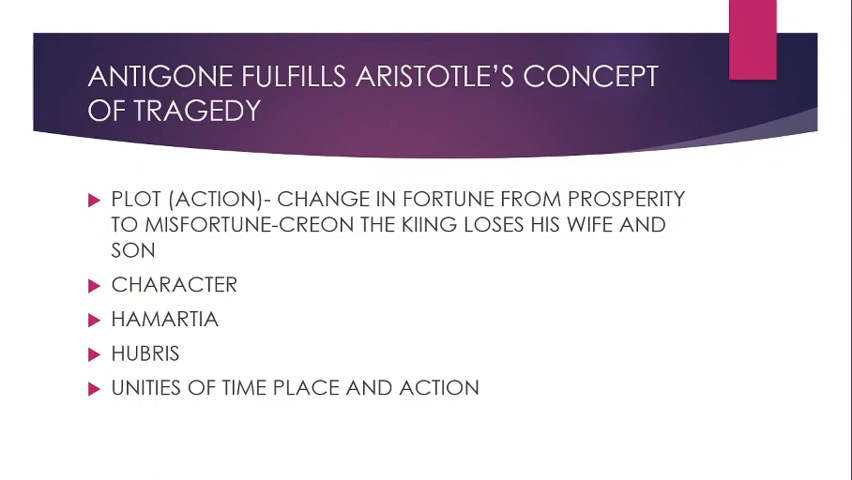 ANTIGONE FULFILLS ARISTOTLE'S CONCEPT
OF TRAGEDY
PLOT (ACTION)- CHANGE IN FORTUNE FROM PROSPERITY
TO MISFORTUNE-CREON THE KIING LOSES HIS WIFE AND
SON
CHARACTER
HAMARTIA
HUBRIS
UNITIES OF TIME PLACE AND ACTION